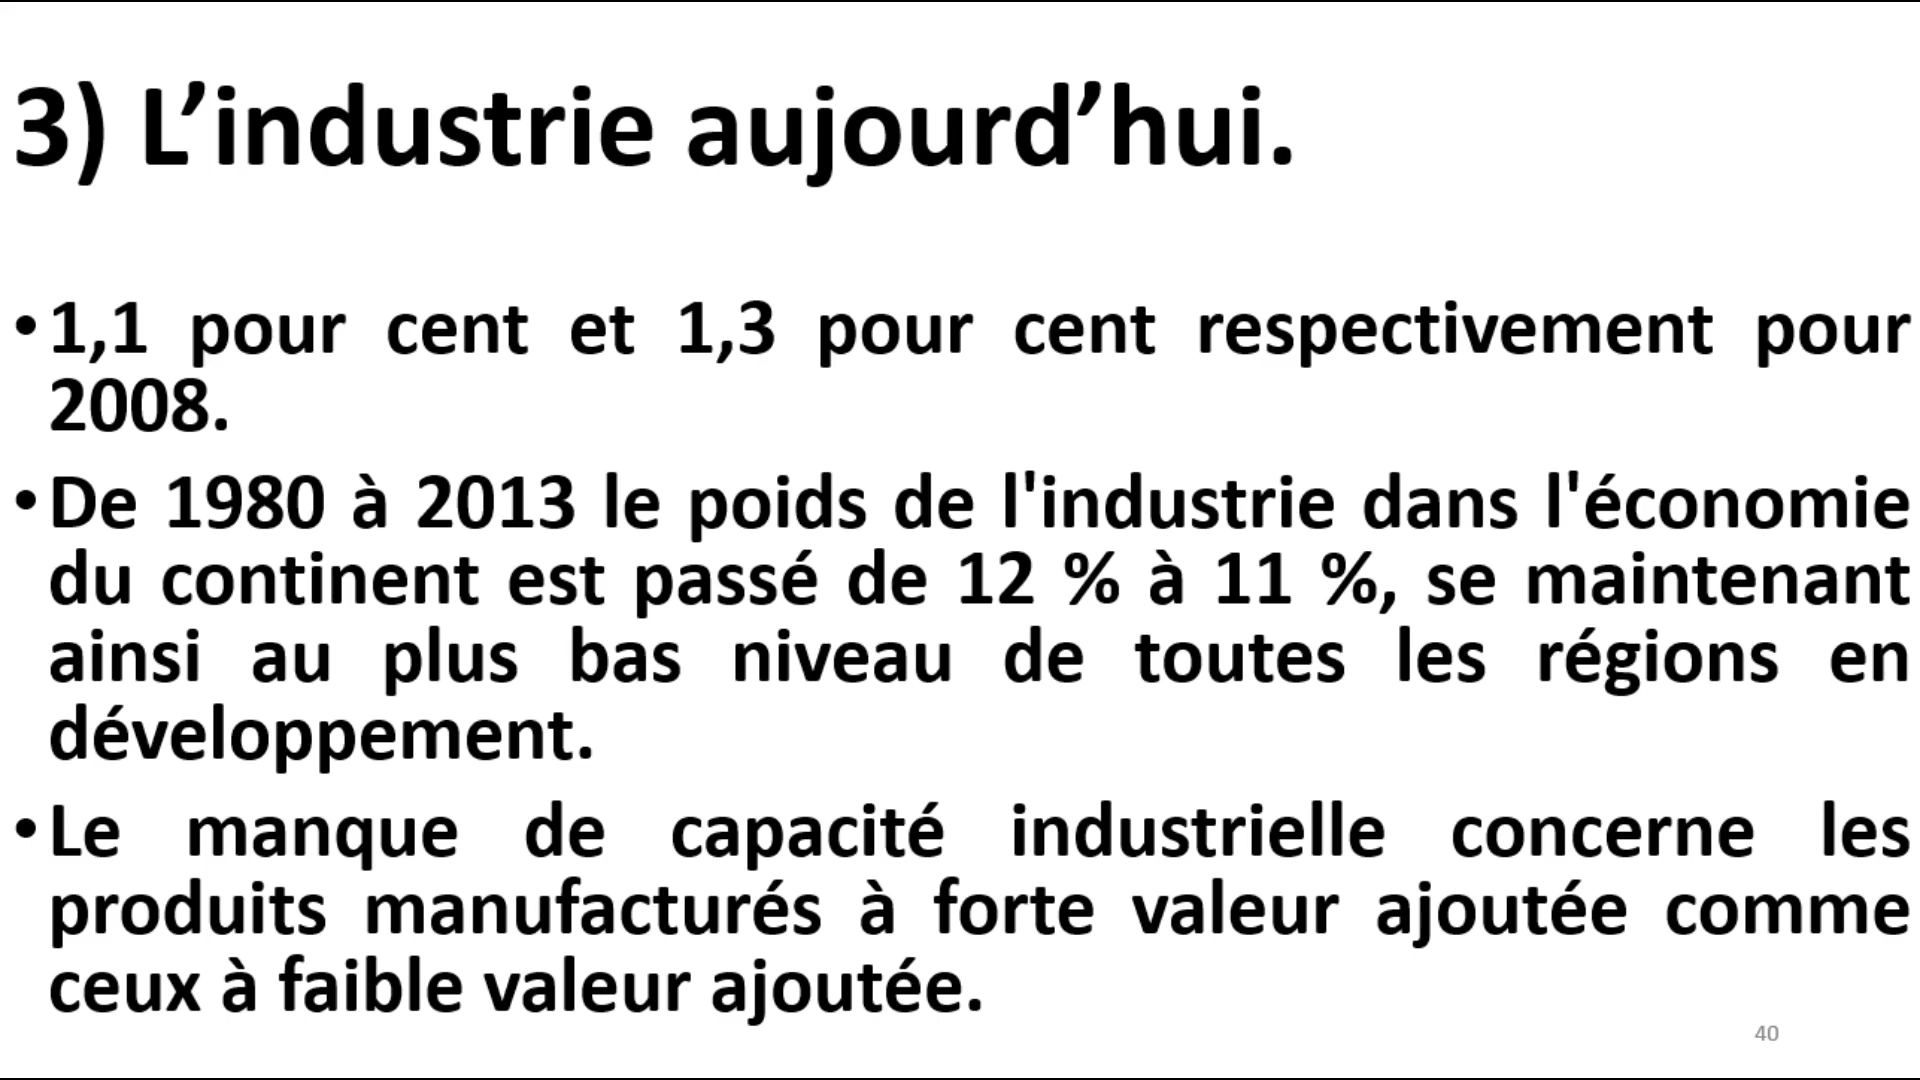 3) L’industrie aujourd’hui.
•1,1 pour cent et 1,3 pour cent respectivement pour
2008.
•De 1980 à 2013 le poids de l'industrie dans l'économie
du continent est passé de 12 % à 11 %, se maintenant
ainsi au plus bas niveau de toutes les régions en
développement.
•Le manque de capacité industrielle concerne les
produits manufacturés à forte valeur ajoutée comme
ceux à faible valeur ajoutée.
40